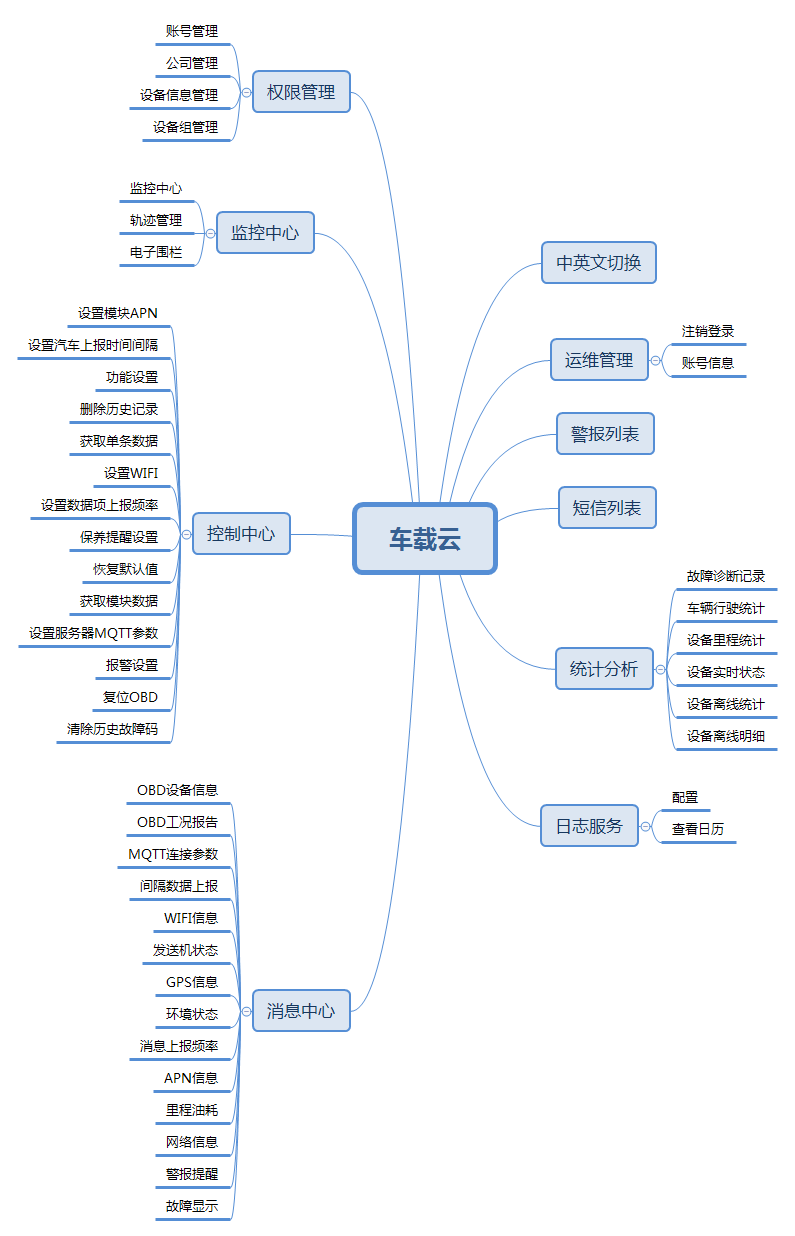 车载云
权限管理
账号管理
公司管理
设备信息管理
设备组管理
监控中心
监控中心
轨迹管理
电子围栏
控制中心
设置模块APN
设置汽车上报时间间隔
功能设置
删除历史记录
获取单条数据
设置WIFI
设置数据项上报频率
保养提醒设置
恢复默认值
获取模块数据
设置服务器MQTT参数
报警设置
复位OBD
清除历史故障码
消息中心
OBD设备信息
OBD工况报告
MQTT连接参数
间隔数据上报
WIFI信息
发送机状态
GPS信息
环境状态
消息上报频率
APN信息
里程油耗
网络信息
警报提醒
故障显示
中英文切换
运维管理
注销登录
账号信息
警报列表
短信列表
统计分析
故障诊断记录
车辆行驶统计
设备里程统计
设备实时状态
设备离线统计
设备离线明细
日志服务
配置
查看日历